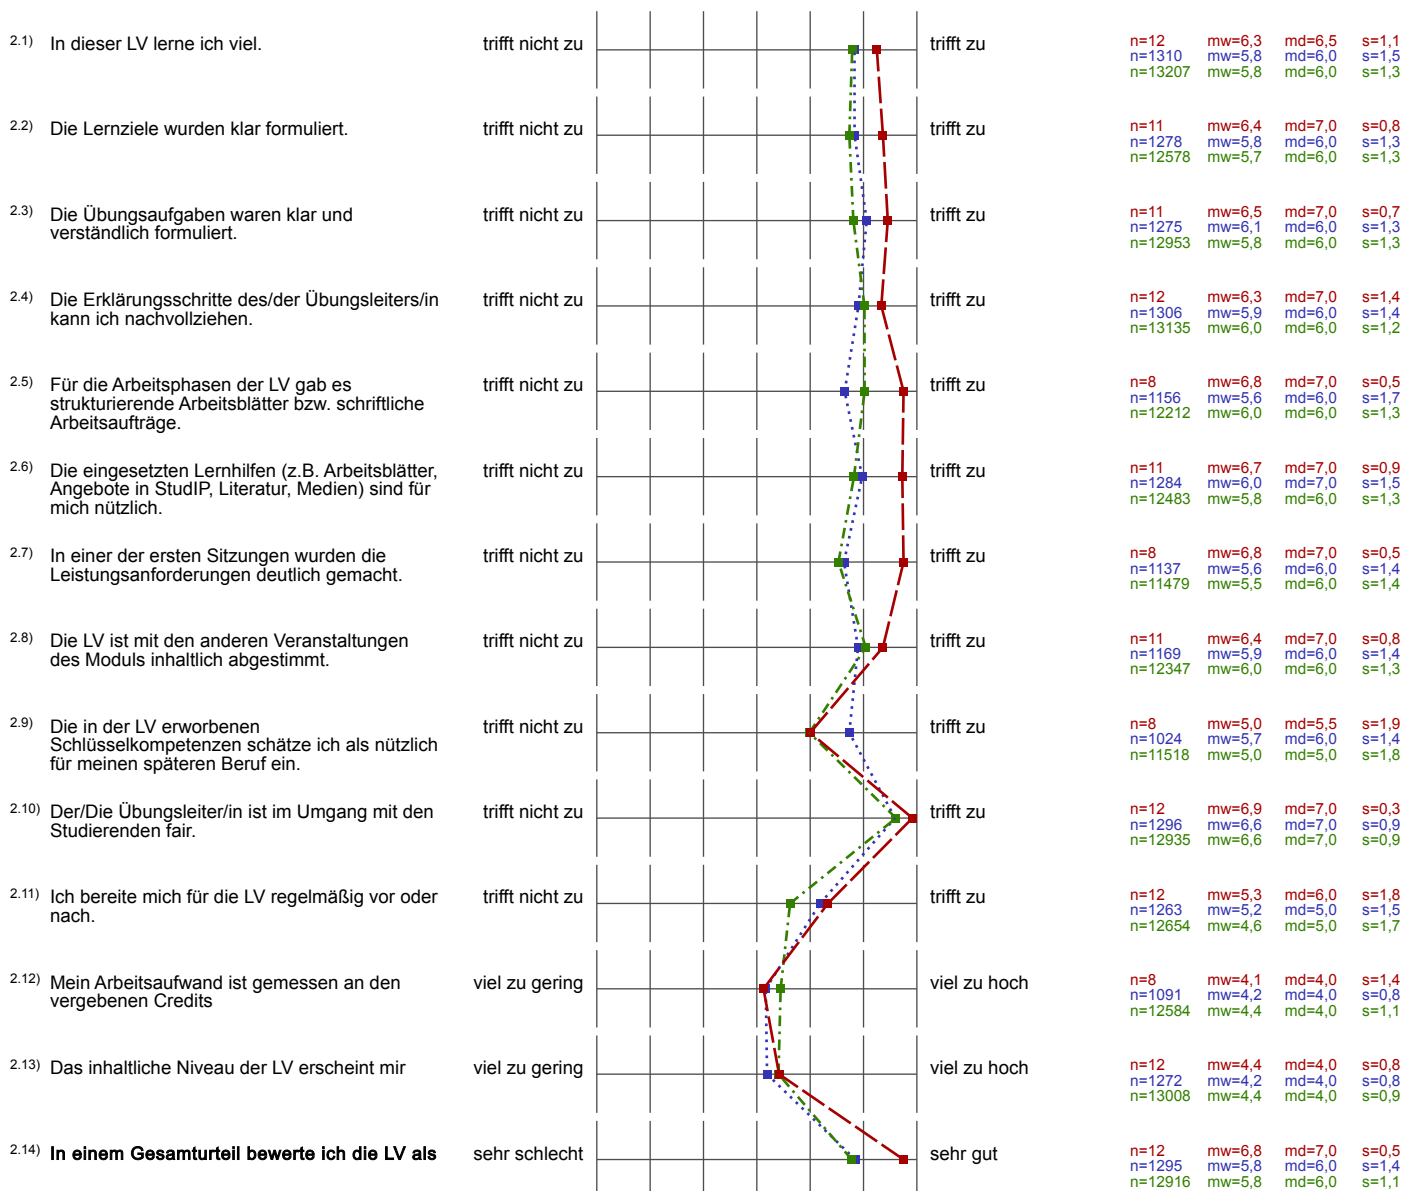 2.1) In dieser LV lerne ich viel. trifft nicht zu trifft zu
n=12 mw=6,3 md=6,5 s=1,1
n=1310 mw=5,8 md=6,0 s=1,5
n=13207 mw=5,8 md=6,0 s=1,3
2.2) Die Lernziele wurden klar formuliert. trifft nicht zu trifft zu
n=11 mw=6,4 md=7,0 s=0,8
n=1278 mw=5,8 md=6,0 s=1,3
n=12578 mw=5,7 md=6,0 s=1,3
2.3) Die Übungsaufgaben waren klar und
verständlich formuliert.
trifft nicht zu trifft zu
n=11 mw=6,5 md=7,0 s=0,7
n=1275 mw=6,1 md=6,0 s=1,3
n=12953 mw=5,8 md=6,0 s=1,3
2.4) Die Erklärungsschritte des/der Übungsleiters/in
kann ich nachvollziehen.
trifft nicht zu trifft zu
n=12 mw=6,3 md=7,0 s=1,4
n=1306 mw=5,9 md=6,0 s=1,4
n=13135 mw=6,0 md=6,0 s=1,2
2.5) Für die Arbeitsphasen der LV gab es
strukturierende Arbeitsblätter bzw. schriftliche
Arbeitsaufträge.
trifft nicht zu trifft zu
n=8 mw=6,8 md=7,0 s=0,5
n=1156 mw=5,6 md=6,0 s=1,7
n=12212 mw=6,0 md=6,0 s=1,3
2.6) Die eingesetzten Lernhilfen (z.B. Arbeitsblätter,
Angebote in StudIP, Literatur, Medien) sind für
mich nützlich.
trifft nicht zu trifft zu
n=11 mw=6,7 md=7,0 s=0,9
n=1284 mw=6,0 md=7,0 s=1,5
n=12483 mw=5,8 md=6,0 s=1,3
2.7) In einer der ersten Sitzungen wurden die
Leistungsanforderungen deutlich gemacht.
trifft nicht zu trifft zu
n=8 mw=6,8 md=7,0 s=0,5
n=1137 mw=5,6 md=6,0 s=1,4
n=11479 mw=5,5 md=6,0 s=1,4
2.8) Die LV ist mit den anderen Veranstaltungen
des Moduls inhaltlich abgestimmt.
trifft nicht zu trifft zu
n=11 mw=6,4 md=7,0 s=0,8
n=1169 mw=5,9 md=6,0 s=1,4
n=12347 mw=6,0 md=6,0 s=1,3
2.9) Die in der LV erworbenen
Schlüsselkompetenzen schätze ich als nützlich
für meinen späteren Beruf ein.
trifft nicht zu trifft zu
n=8 mw=5,0 md=5,5 s=1,9
n=1024 mw=5,7 md=6,0 s=1,4
n=11518 mw=5,0 md=5,0 s=1,8
2.10) Der/Die Übungsleiter/in ist im Umgang mit den
Studierenden fair.
trifft nicht zu trifft zu
n=12 mw=6,9 md=7,0 s=0,3
n=1296 mw=6,6 md=7,0 s=0,9
n=12935 mw=6,6 md=7,0 s=0,9
2.11) Ich bereite mich für die LV regelmäßig vor oder
nach.
trifft nicht zu trifft zu
n=12 mw=5,3 md=6,0 s=1,8
n=1263 mw=5,2 md=5,0 s=1,5
n=12654 mw=4,6 md=5,0 s=1,7
2.12) Mein Arbeitsaufwand ist gemessen an den
vergebenen Credits
viel zu gering viel zu hoch
n=8 mw=4,1 md=4,0 s=1,4
n=1091 mw=4,2 md=4,0 s=0,8
n=12584 mw=4,4 md=4,0 s=1,1
2.13) Das inhaltliche Niveau der LV erscheint mir viel zu gering viel zu hoch
n=12 mw=4,4 md=4,0 s=0,8
n=1272 mw=4,2 md=4,0 s=0,8
n=13008 mw=4,4 md=4,0 s=0,9
2.14) In einem Gesamturteil bewerte ich die LV als sehr schlecht sehr gut
n=12 mw=6,8 md=7,0 s=0,5
n=1295 mw=5,8 md=6,0 s=1,4
n=12916 mw=5,8 md=6,0 s=1,1